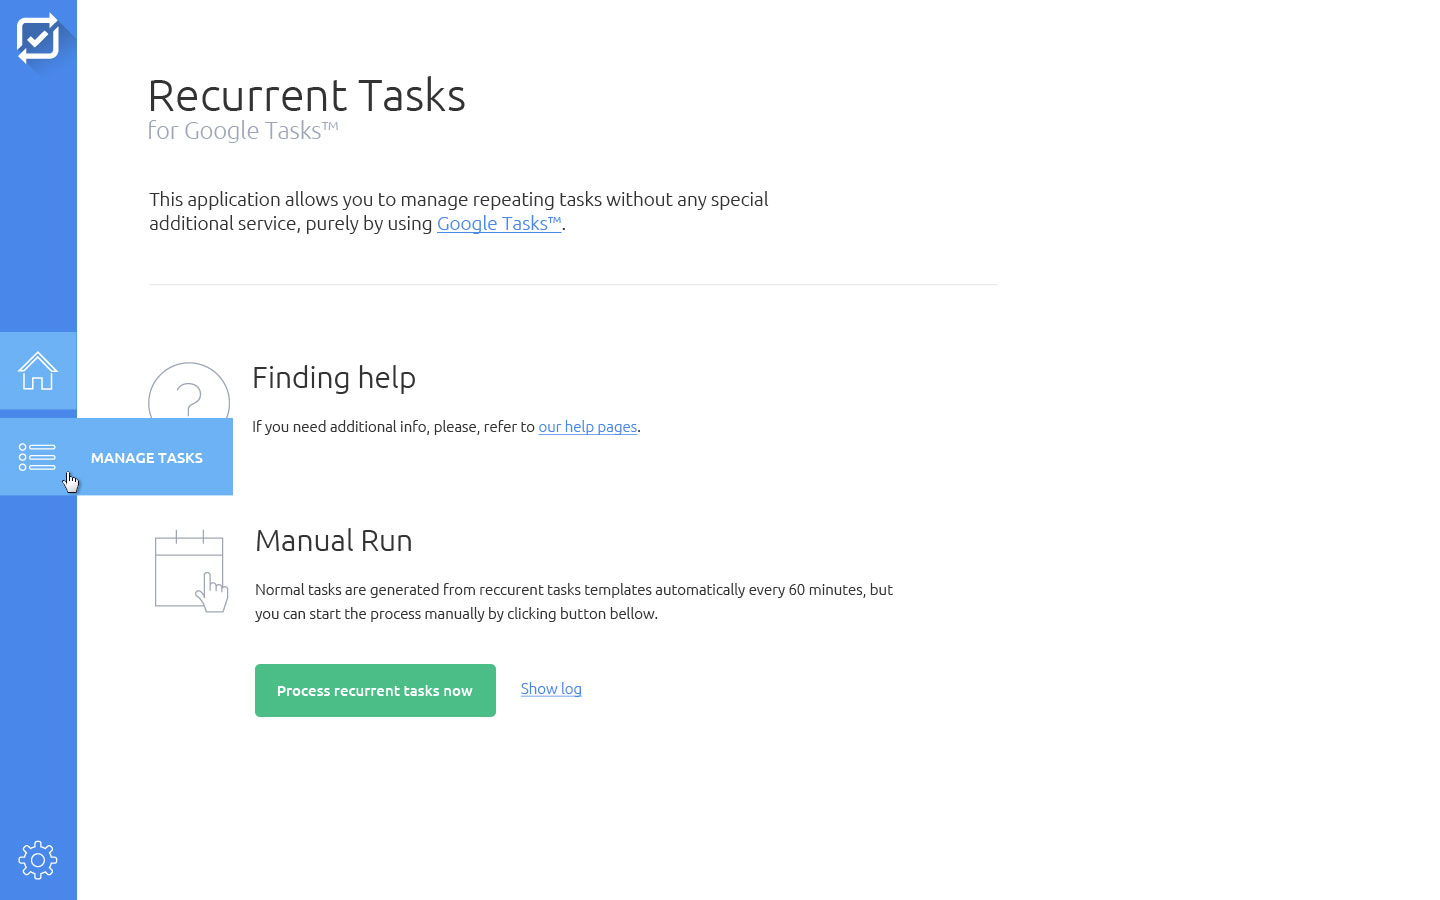 Recurrent Tasks
for Google Tasks™
This application allows you to manage repeating tasks without any special
additional service, purely by using Google Tasks™.
?
Finding help
If you need additional info, please, refer to our help pages.
MANAGE TASKS
Manual Run
Normal tasks are generated from reccurent tasks templates automatically every 60 minutes, but
you can start the process manually by clicking button bellow.
Process recurrent tasks now
Show log